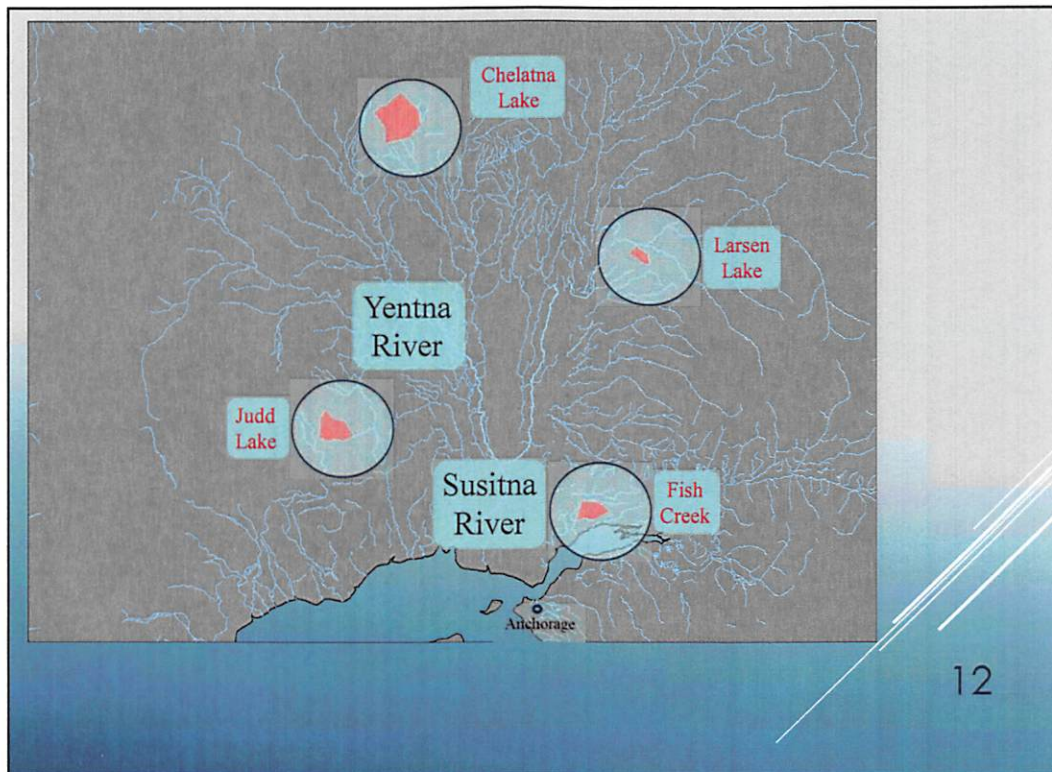 Chelatna
Lake
Larsen
Lake
Yentna
River
Judd
Lake
Susitna
River
Fish
Creek
Anchorage
12